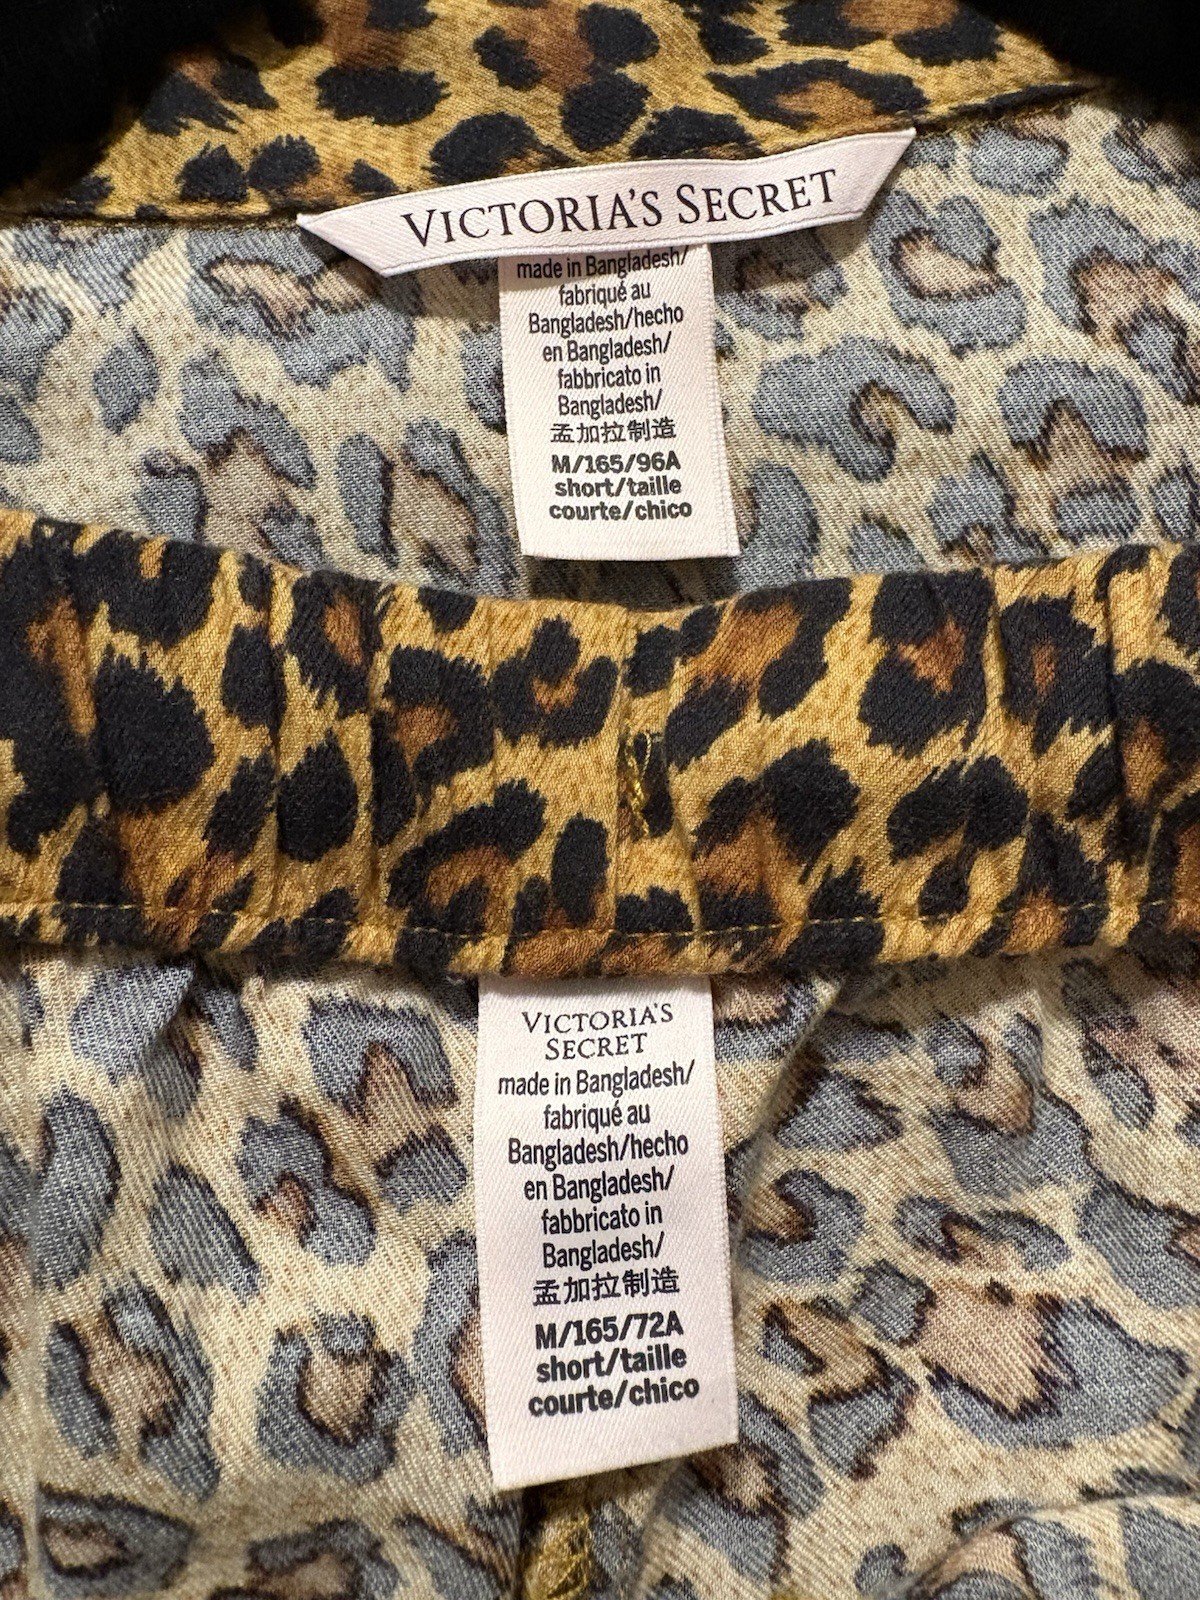 VICTORIA'S SECRET
made in Bangladesh/
fabriqué au
Bangladesh/hecho
en Bangladesh/
fabbricato in
Bangladesh/
孟加拉制造
M/165/96A
short/taille
courte/chico
VICTORIA'S
SECRET
made in Bangladesh/
fabriqué au
Bangladesh/hecho
en Bangladesh/
fabbricato in
Bangladesh/
孟加拉制造
M/165/72A
short/taille
courte/chico